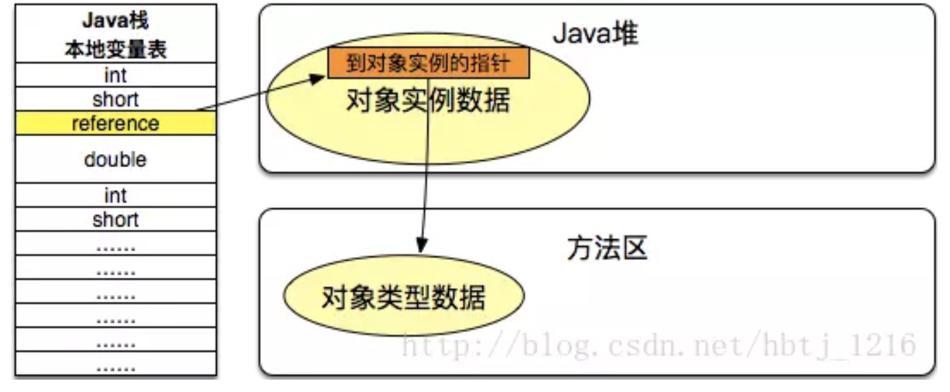 Java栈
本地变量表
int
short
reference
double
int
short
......
......
......
......
......
......
Java堆
到对象实例的指针
对象实例数据
方法区
对象类型数据
http://blog.csdn.net/hbtj_1216